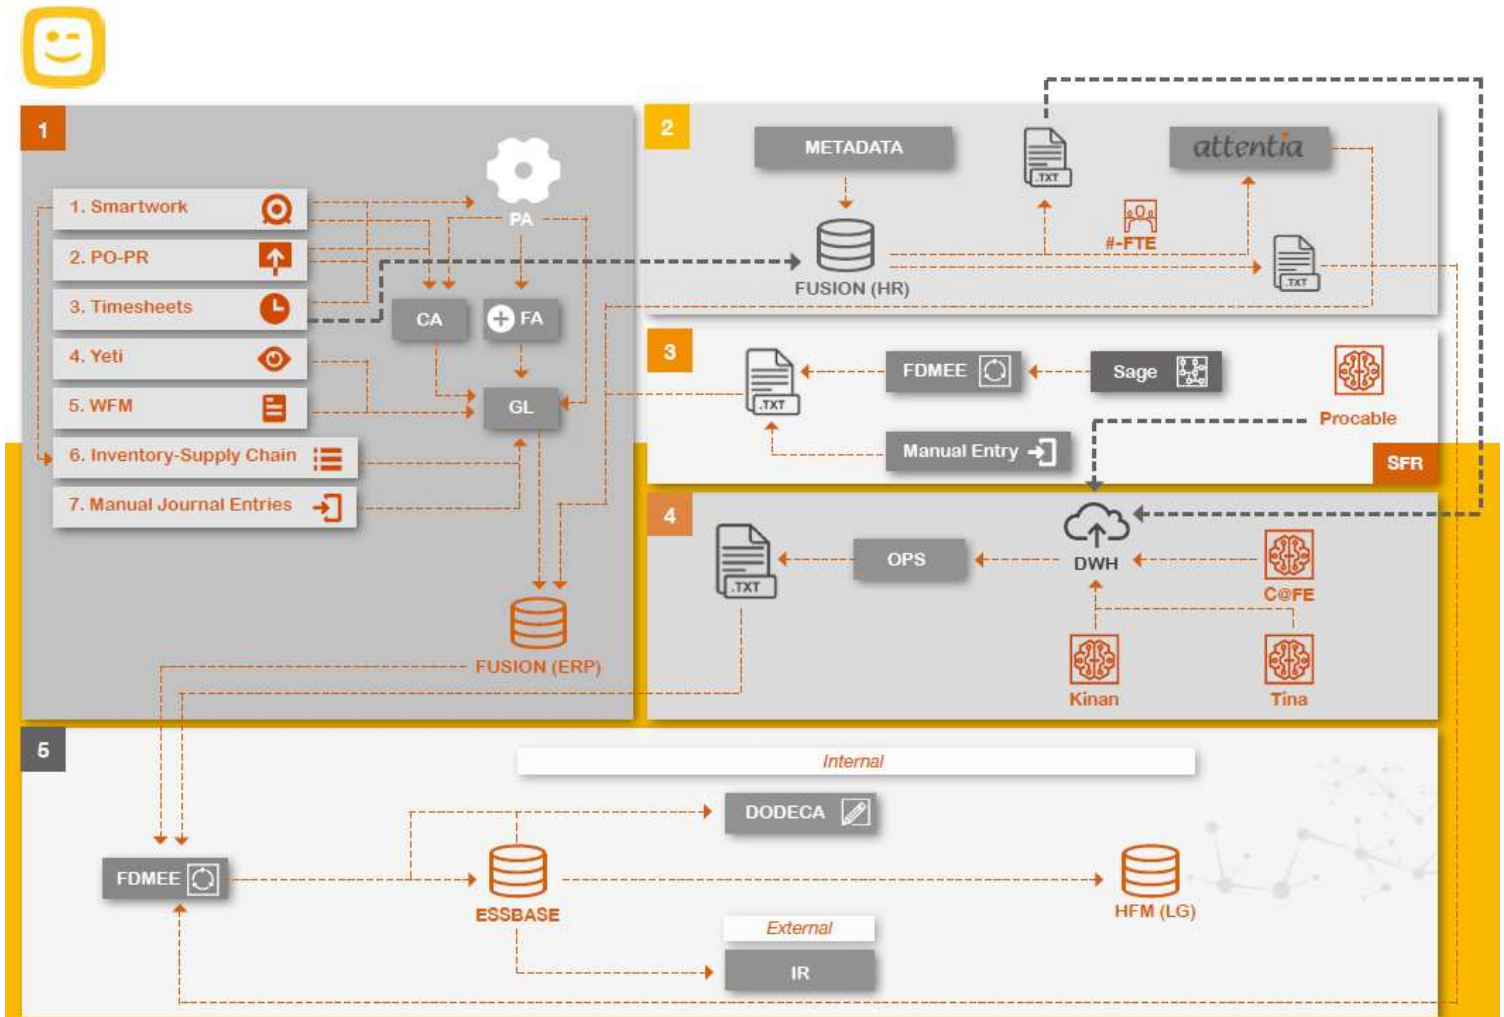 1
PA
1. Smartwork
2. PO-PR
3. Timesheets
4. Yeti
5. WFM
6. Inventory-Supply Chain
7. Manual Journal Entries
CA
FA
GL
FUSION (ERP)
2
METADATA
.TXT
attentia
#-FTE
FUSION (HR)
.TXT
3
.TXT
FDMEE
Sage
Procable
Manual Entry
SFR
4
.TXT
OPS
DWH
C@FE
Kinan
Tina
5
Internal
DODECA
FDMEE
ESSBASE
HFM (LG)
External
IR